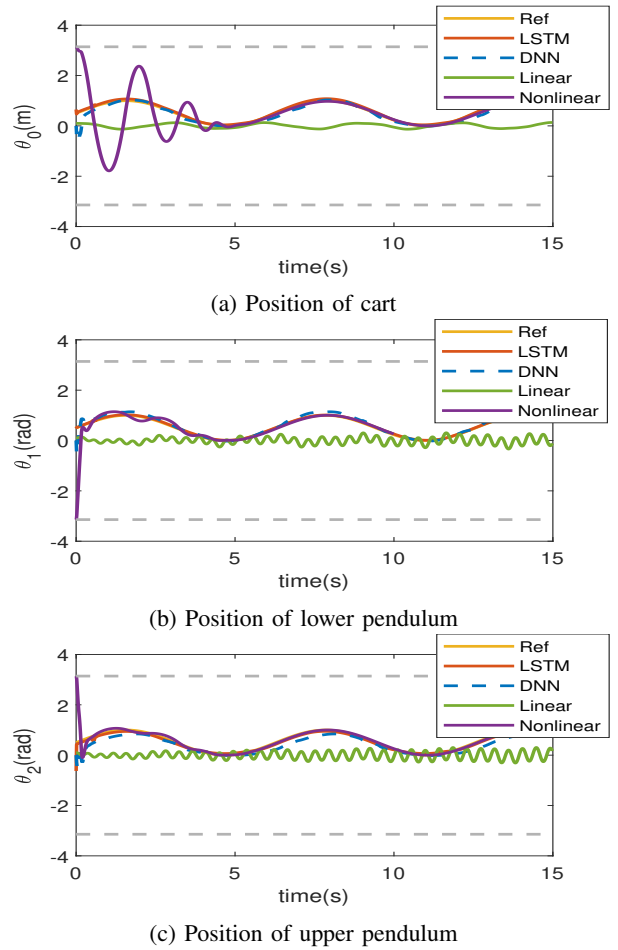 Ref
LSTM
DNN
Linear
Nonlinear
4
2
0
-2
-4
θ0(m)
0
5
10
15
time(s)
(a) Position of cart
Ref
LSTM
DNN
Linear
Nonlinear
4
2
0
-2
-4
θ1(rad)
0
5
10
15
time(s)
(b) Position of lower pendulum
Ref
LSTM
DNN
Linear
Nonlinear
4
2
0
-2
-4
θ2(rad)
0
5
10
15
time(s)
(c) Position of upper pendulum